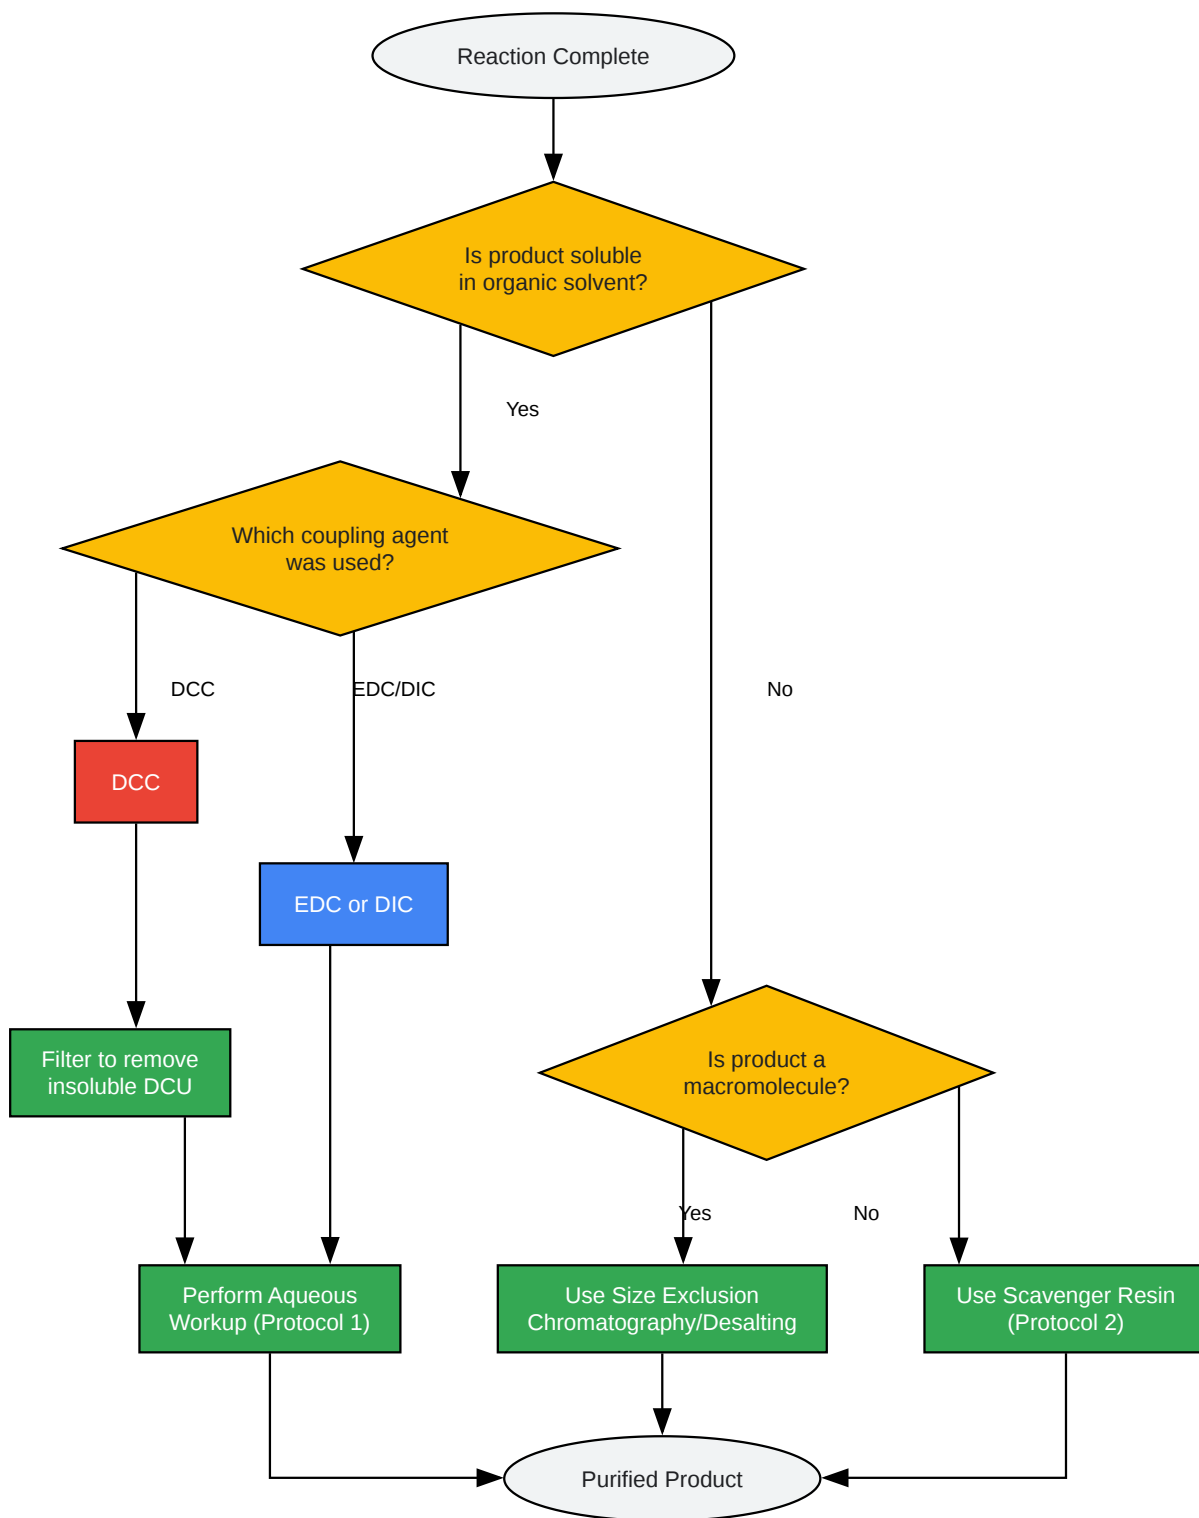 Reaction Complete
Is product soluble
in organic solvent?
Yes
Which coupling agent
was used?
DCC
EDC/DIC
No
DCC
EDC or DIC
Filter to remove
insoluble DCU
Is product a
macromolecule?
Yes
No
Perform Aqueous
Workup (Protocol 1)
Use Size Exclusion
Chromatography/Desalting
Use Scavenger Resin
(Protocol 2)
Purified Product